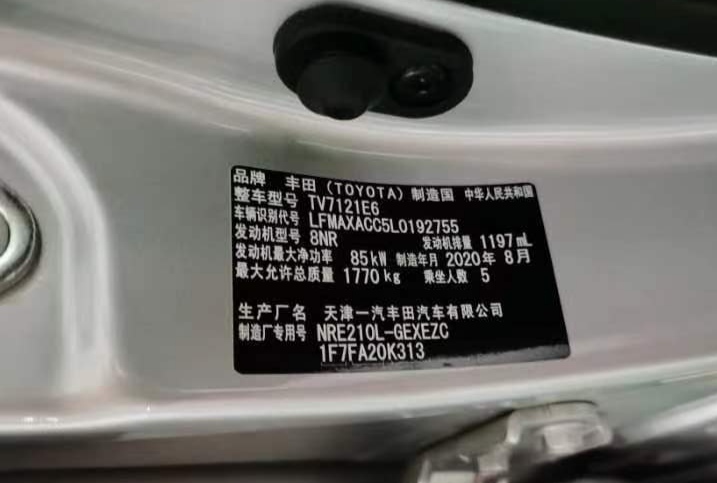 品牌 丰田(TOYOTA) 制造国 中华人民共和国
整车型号 TV7121E6
车辆识别代号 LFMAXACC5L0192755
发动机型号 8NR 发动机排量 1197mL
发动机最大净功率 85kW 制造年月 2020年8月
最大允许总质量 1770kg 乘坐人数 5
生产厂名 天津一汽丰田汽车有限公司
制造厂专用号 NRE210L-GEXEZC
1F7FA20K313